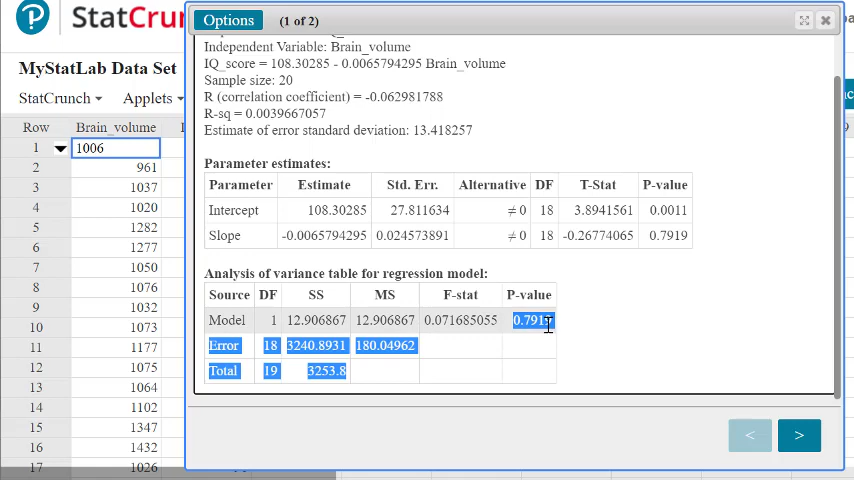 StatCru
Options (1 of 2)
Independent Variable: Brain_volume
IQ_score = 108.30285 - 0.0065794295 Brain_volume
Sample size: 20
R (correlation coefficient) = -0.062981788
R-sq = 0.0039667057
Estimate of error standard deviation: 13.418257
Parameter estimates:
Parameter Estimate Std. Err. Alternative DF T-Stat P-value
Intercept 108.30285 27.811634 ≠ 0 18 3.8941561 0.0011
Slope -0.0065794295 0.024573891 ≠ 0 18 -0.26774065 0.7919
Analysis of variance table for regression model:
Source DF SS MS F-stat P-value
Model 1 12.906867 12.906867 0.071685055 0.7919
Error 18 3240.8931 180.04962
Total 19 3253.8
< >
MyStatLab Data Set
StatCrunch Applets
Row Brain_volume
1 1006
2 961
3 1037
4 1020
5 1282
6 1277
7 1050
8 1076
9 1032
10 1073
11 1177
12 1075
13 1064
14 1102
15 1347
16 1432
17 1026